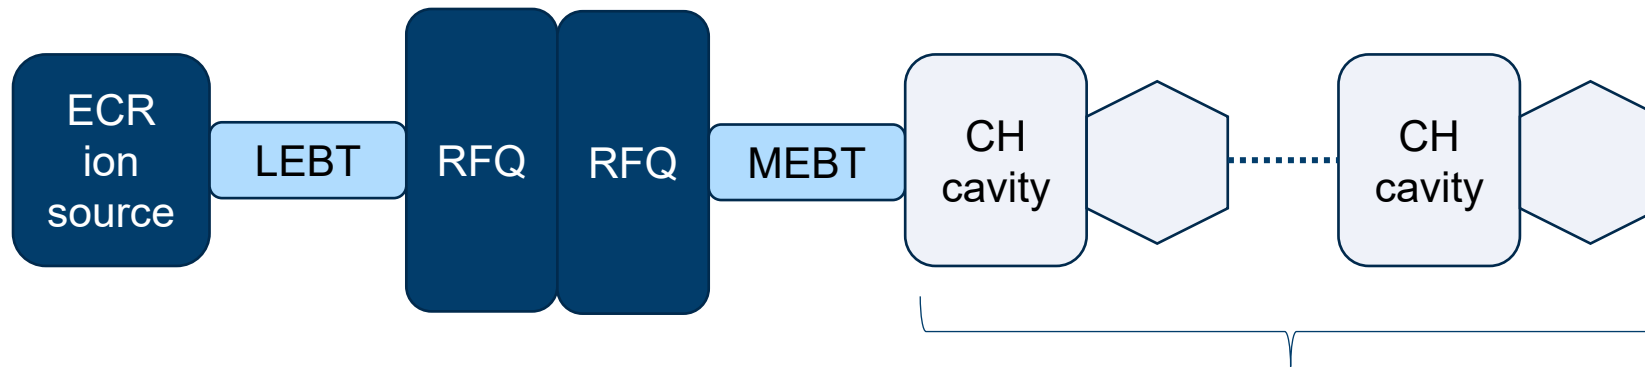 ECR
ion
source
LEBT
RFQ
RFQ
MEBT
CH
cavity
CH
cavity